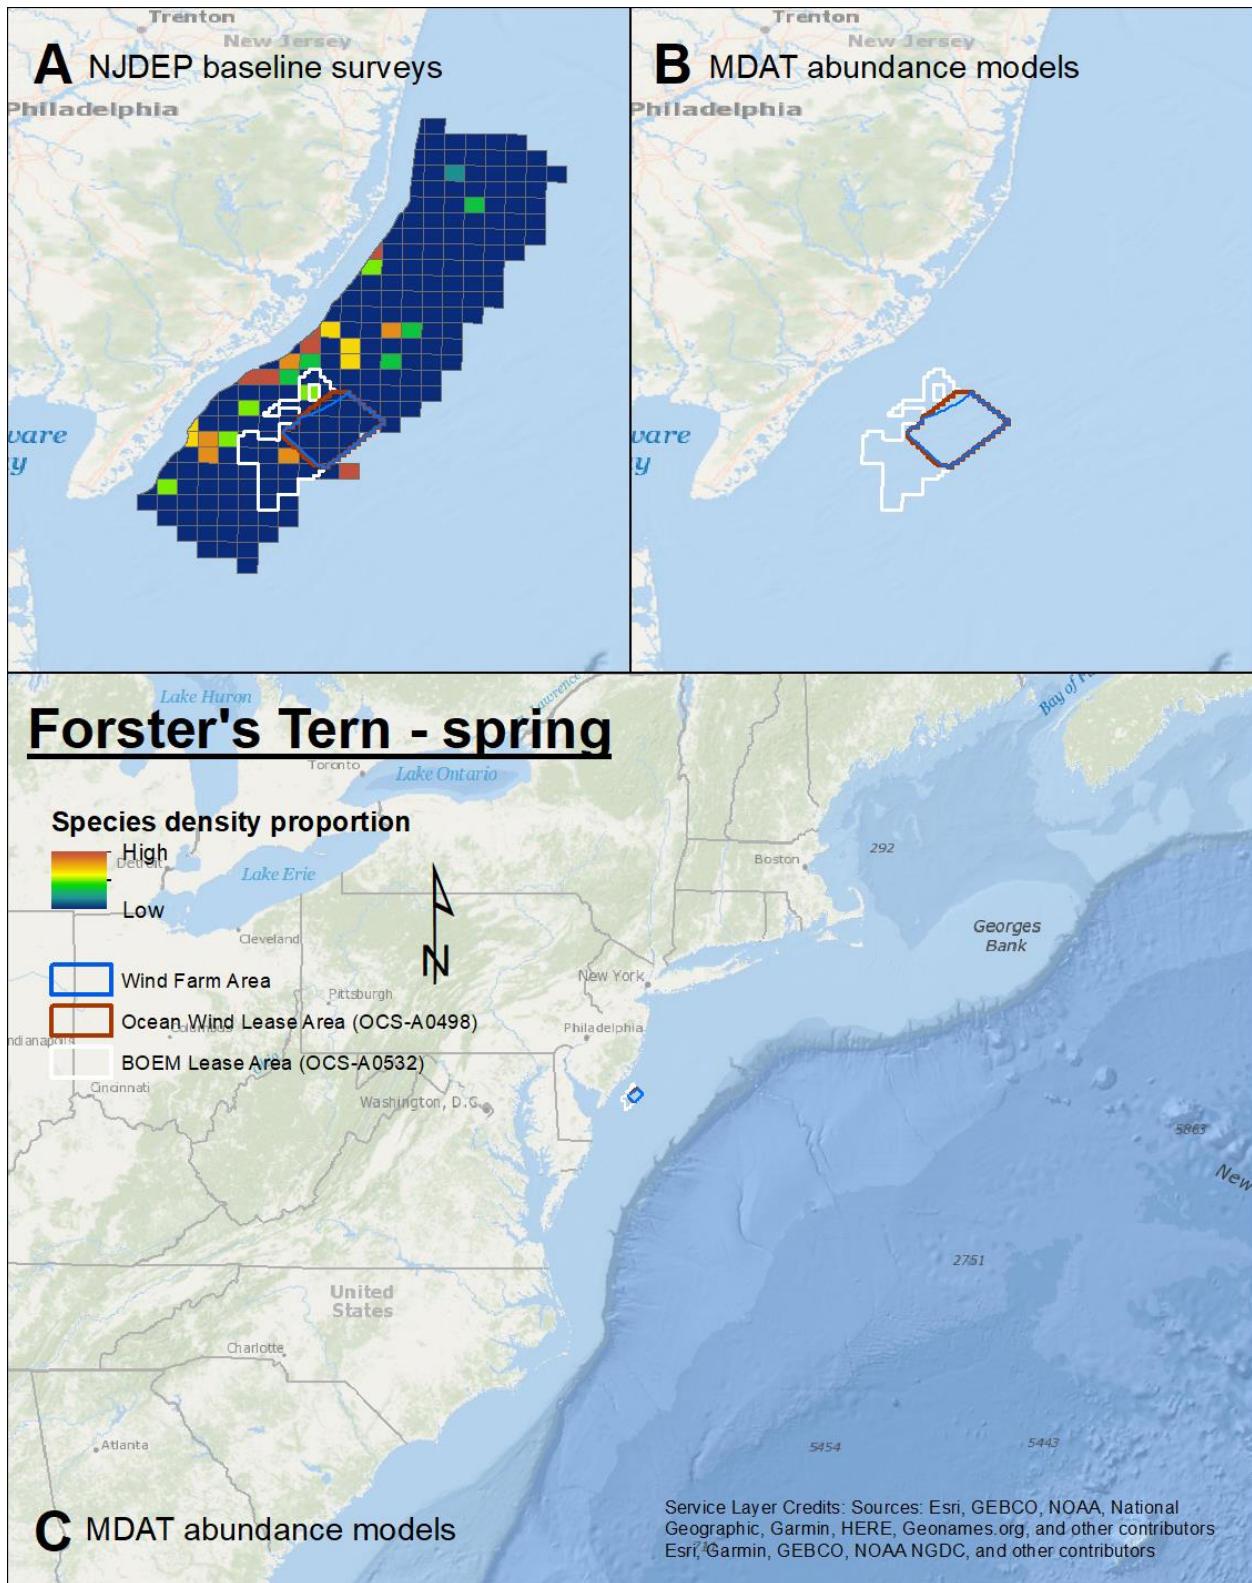 Trenton
New Jersey
A NJDEP baseline surveys
Philadelphia
ware
y
Trenton
New Jersey
B MDAT abundance models
Philadelphia
ware
y
Lake Huron
Forster's Tern - spring
Toronto
Lake Ontario
Species density proportion
High
Detroit
Low
Lake Erie
Cleveland
Boston
292
Georges
Bank
Wind Farm Area
Pittsburgh
New York
Ocean Wind Lease Area (OCS-A0498)
Columbus
ndianapolis
Philadelphia
BOEM Lease Area (OCS-A0532)
Cincinnati
Washington, D.C.
N
5863
New
2751
United
States
Charlotte
Atlanta
5454
5443
C MDAT abundance models
Service Layer Credits: Sources: Esri, GEBCO, NOAA, National
Geographic, Garmin, HERE, Geonames.org, and other contributors
Esri, Garmin, GEBCO, NOAA NGDC, and other contributors